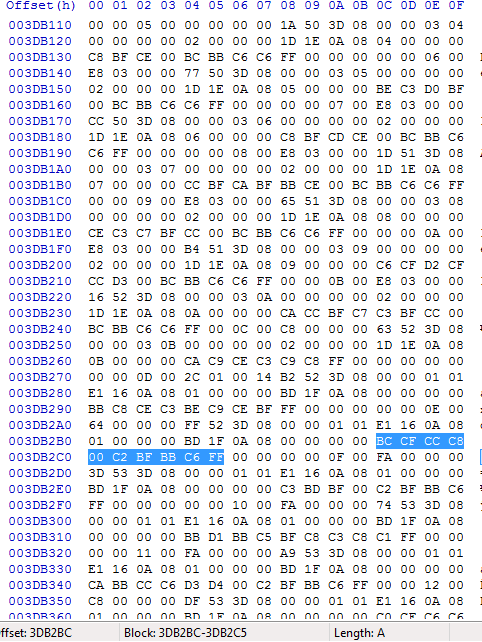 Offset(h) 00 01 02 03 04 05 06 07 08 09 0A 0B 0C 0D 0E 0F
003DB110 00 00 05 00 00 00 00 00 1A 50 3D 08 00 00 03 04
003DB120 00 00 00 00 02 00 00 00 1D 1E 0A 08 04 00 00 00
003DB130 C8 BF CE 00 BC BB C6 C6 FF 00 00 00 00 00 06 00
003DB140 E8 03 00 00 77 50 3D 08 00 00 03 05 00 00 00 00
003DB150 02 00 00 00 1D 1E 0A 08 05 00 00 00 BE C3 D0 BF
003DB160 00 BC BB C6 C6 FF 00 00 00 00 07 00 E8 03 00 00
003DB170 CC 50 3D 08 00 00 03 06 00 00 00 00 02 00 00 00
003DB180 1D 1E 0A 08 06 00 00 00 C8 BF CD CE 00 BC BB C6
003DB190 C6 FF 00 00 00 00 08 00 E8 03 00 00 1D 51 3D 08
003DB1A0 00 00 03 07 00 00 00 00 02 00 00 00 1D 1E 0A 08
003DB1B0 07 00 00 00 CC BF CA BF BB CE 00 BC BB C6 C6 FF
003DB1C0 00 00 09 00 E8 03 00 00 65 51 3D 08 00 00 03 08
003DB1D0 00 00 00 00 02 00 00 00 1D 1E 0A 08 08 00 00 00
003DB1E0 CE C3 C7 BF CC 00 BC BB C6 C6 FF 00 00 00 0A 00
003DB1F0 E8 03 00 00 B4 51 3D 08 00 00 03 09 00 00 00 00
003DB200 02 00 00 00 1D 1E 0A 08 09 00 00 00 C6 CF D2 CF
003DB210 CC D3 00 BC BB C6 C6 FF 00 00 0B 00 E8 03 00 00
003DB220 16 52 3D 08 00 00 03 0A 00 00 00 00 02 00 00 00
003DB230 1D 1E 0A 08 0A 00 00 00 CA CC BF C7 C3 BF CC 00
003DB240 BC BB C6 C6 FF 00 0C 00 C8 00 00 00 63 52 3D 08
003DB250 00 00 03 0B 00 00 00 00 02 00 00 00 1D 1E 0A 08
003DB260 0B 00 00 00 CA C9 CE C3 C9 C8 FF 00 00 00 00 00
003DB270 00 00 0D 00 2C 01 00 14 B2 52 3D 08 00 00 01 01
003DB280 E1 16 0A 08 01 00 00 00 BD 1F 0A 08 00 00 00 00
003DB290 BB C8 CE C3 BE C9 CE BF FF 00 00 00 00 00 0E 00
003DB2A0 64 00 00 00 FF 52 3D 08 00 00 01 01 E1 16 0A 08
003DB2B0 01 00 00 00 BD 1F 0A 08 00 00 00 00 BC CF CC C8
003DB2C0 00 C2 BF BB C6 FF 00 00 00 00 0F 00 FA 00 00 00
003DB2D0 3D 53 3D 08 00 00 01 01 E1 16 0A 08 01 00 00 00
003DB2E0 BD 1F 0A 08 00 00 00 00 C3 BD BF 00 C2 BF BB C6
003DB2F0 FF 00 00 00 00 00 10 00 FA 00 00 00 74 53 3D 08
003DB300 00 00 01 01 E1 16 0A 08 01 00 00 00 BD 1F 0A 08
003DB310 00 00 00 00 BB D1 BB C5 BF C8 C3 C8 C1 FF 00 00
003DB320 00 00 11 00 FA 00 00 00 A9 53 3D 08 00 00 01 01
003DB330 E1 16 0A 08 01 00 00 00 BD 1F 0A 08 00 00 00 00
003DB340 CA BB CC C6 D3 D4 00 C2 BF BB C6 FF 00 00 12 00
003DB350 C8 00 00 00 DF 53 3D 08 00 00 01 01 E1 16 0A 08
003DB360 01 00 00 00 BD 1F 0A 08 00 00 00 00 C0 CF C6 C6
ffset: 3DB2BC Block: 3DB2BC-3DB2C5 Length: A